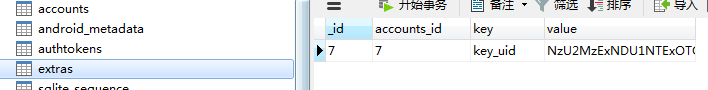 accounts
android_metadata
authtokens
extras
开始事务 备注 筛选 排序 导入
_id accounts_id key value
7 7 key_uid NzU2MzExNDU1NTExOTC